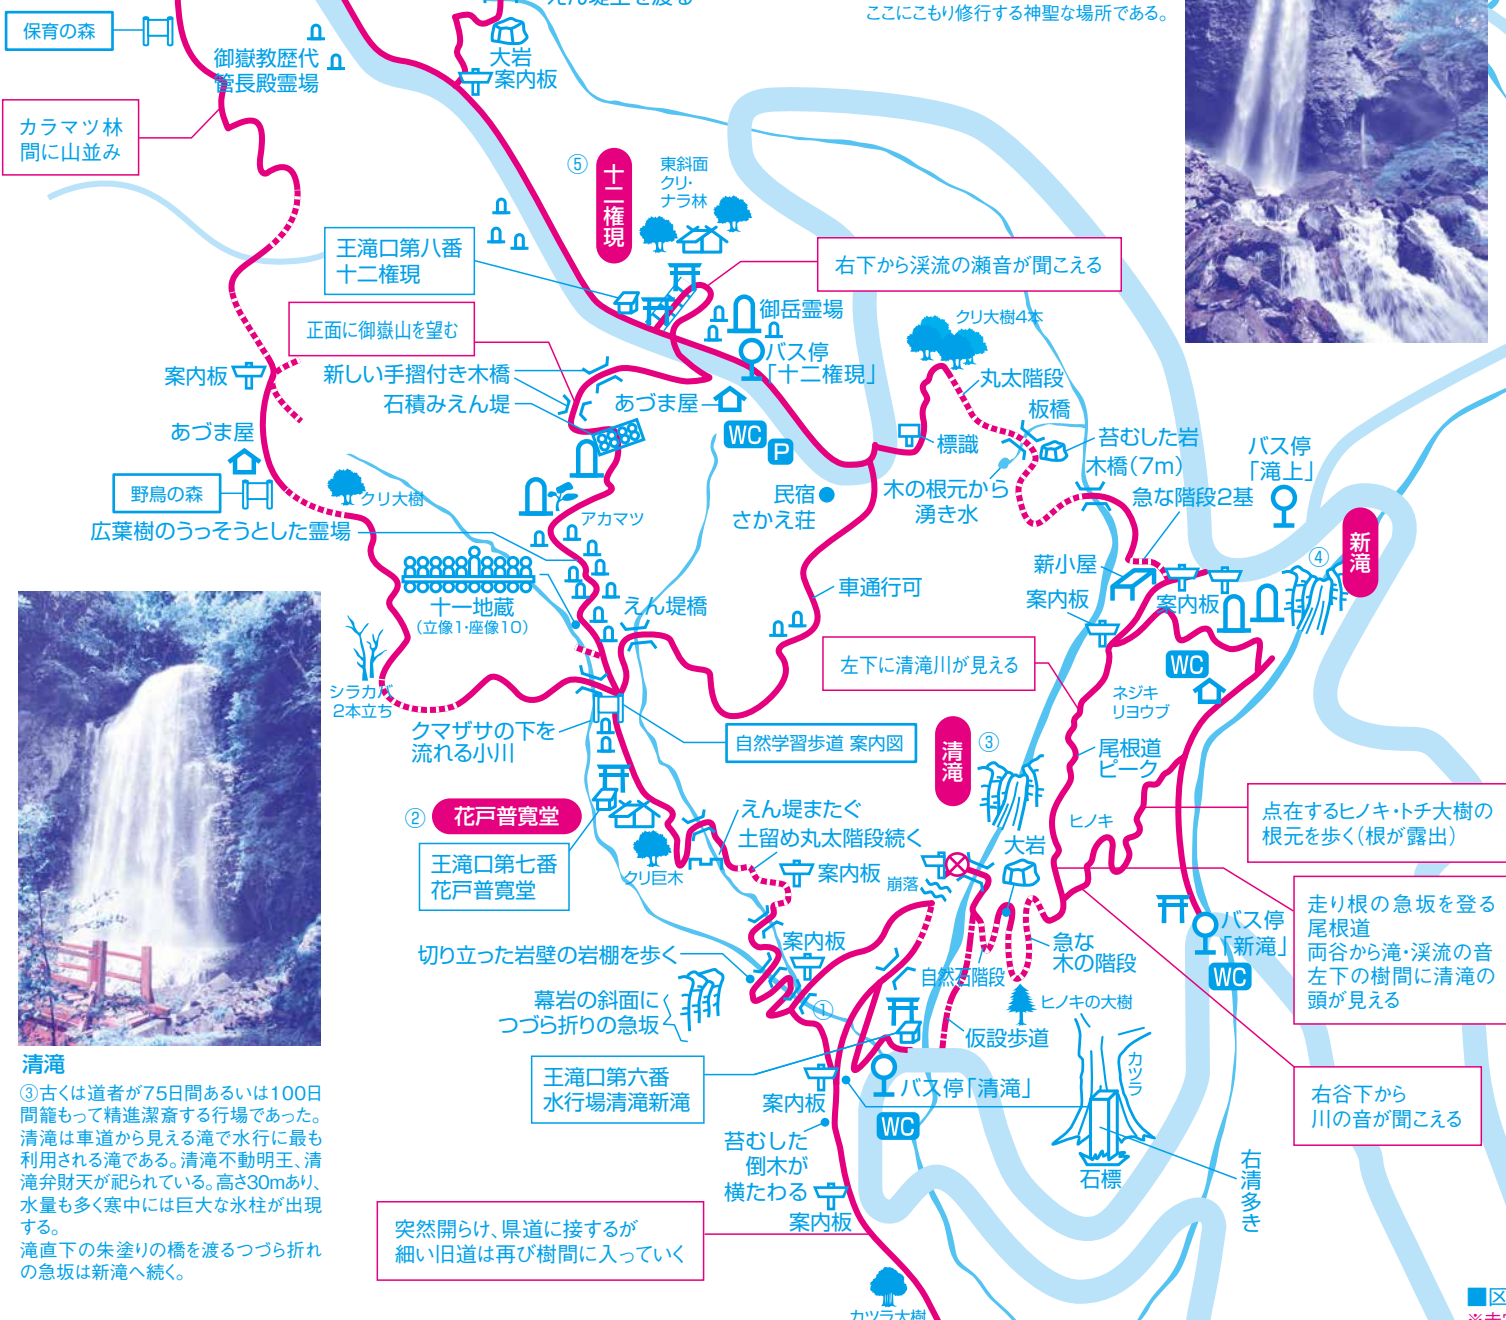 ここにこもり修行する神聖な場所である。
保育の森
御嶽教歴代
管長殿霊場
大岩
案内板
カラマツ林
間に山並み
⑤
十二権現
東斜面
クリ・
ナラ林
王滝口第八番
十二権現
右下から渓流の瀬音が聞こえる
正面に御嶽山を望む
御岳霊場
クリ大樹4本
バス停
「十二権現」
案内板
新しい手摺付き木橋
石積みえん堤
あづま屋
WC
P
丸太階段
板橋
標識
苔むした岩
木橋(7m)
バス停
「滝上」
あづま屋
野鳥の森
クリ大樹
アカマツ
民宿
さかえ荘
木の根元から
湧き水
急な階段2基
広葉樹のうっそうとした霊場
④
新滝
薪小屋
案内板
案内板
十一地蔵
(立像1・座像10)
えん堤橋
車通行可
左下に清滝川が見える
WC
シラカバ
2本立ち
ネジキ
リョウブ
クマザサの下を
流れる小川
自然学習歩道 案内図
清滝
③
尾根道
ピーク
②
花戸普寛堂
えん堤またぐ
土留め丸太階段続く
点在するヒノキ・トチ大樹の
根元を歩く(根が露出)
ヒノキ
大岩
王滝口第七番
花戸普寛堂
クリ巨木
案内板
崩落
走り根の急坂を登る
尾根道
両谷から滝・渓流の音
左下の樹間に清滝の
頭が見える
バス停
「新滝」
WC
切り立った岩壁の岩棚を歩く
案内板
急な
木の階段
自然石階段
幕岩の斜面に
つづら折りの急坂
①
ヒノキの大樹
仮設歩道
清滝
③古くは道者が75日間あるいは100日
間籠もって精進潔斎する行場であった。
清滝は車道から見える滝で水行に最も
利用される滝である。清滝不動明王、清
滝弁財天が祀られている。高さ30mあり、
水量も多く寒中には巨大な氷柱が出現
する。
滝直下の朱塗りの橋を渡るつづら折れ
の急坂は新滝へ続く。
王滝口第六番
水行場清滝新滝
バス停「清滝」
カツラ
右谷下から
川の音が聞こえる
案内板
WC
苔むした
倒木が
横たわる
案内板
石標
右清多き
突然開らけ、県道に接するが
細い旧道は再び樹間に入っていく
カツラ大樹
■区